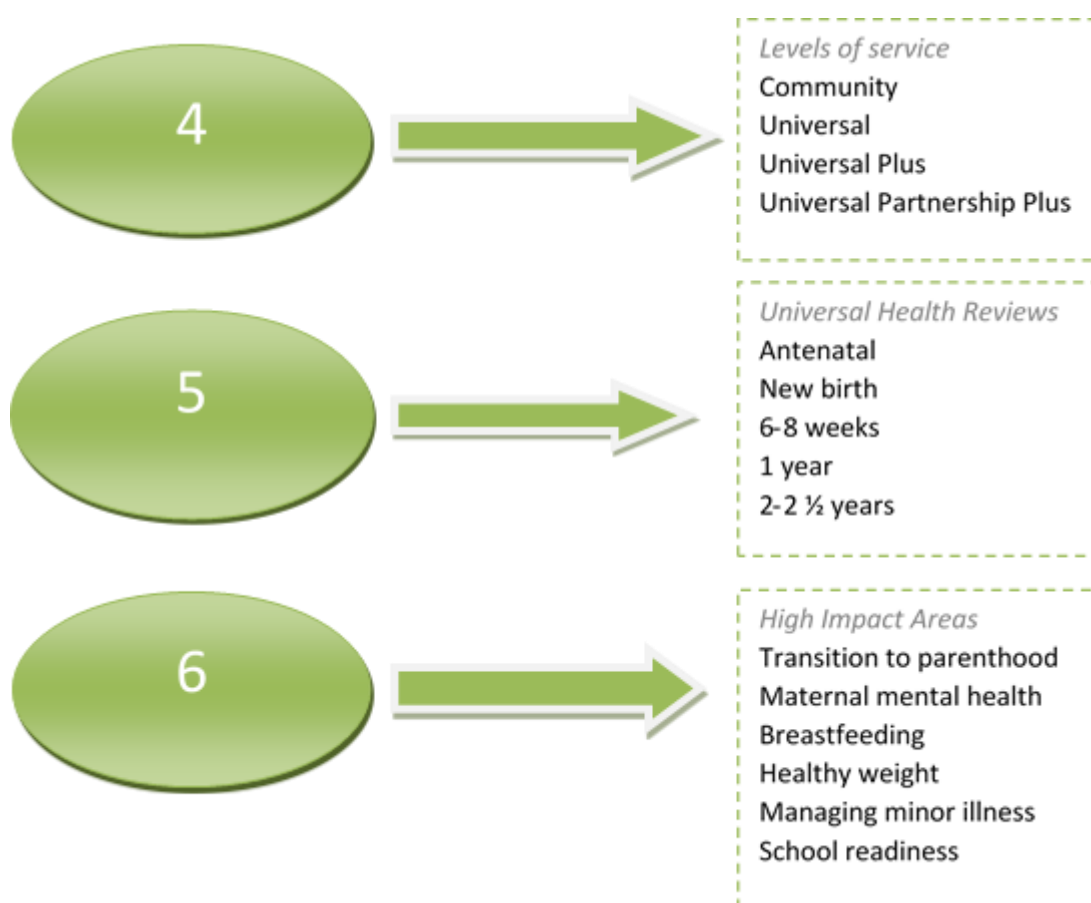 4
Levels of service
Community
Universal
Universal Plus
Universal Partnership Plus
5
Universal Health Reviews
Antenatal
New birth
6-8 weeks
1 year
2-2 ½ years
6
High Impact Areas
Transition to parenthood
Maternal mental health
Breastfeeding
Healthy weight
Managing minor illness
School readiness